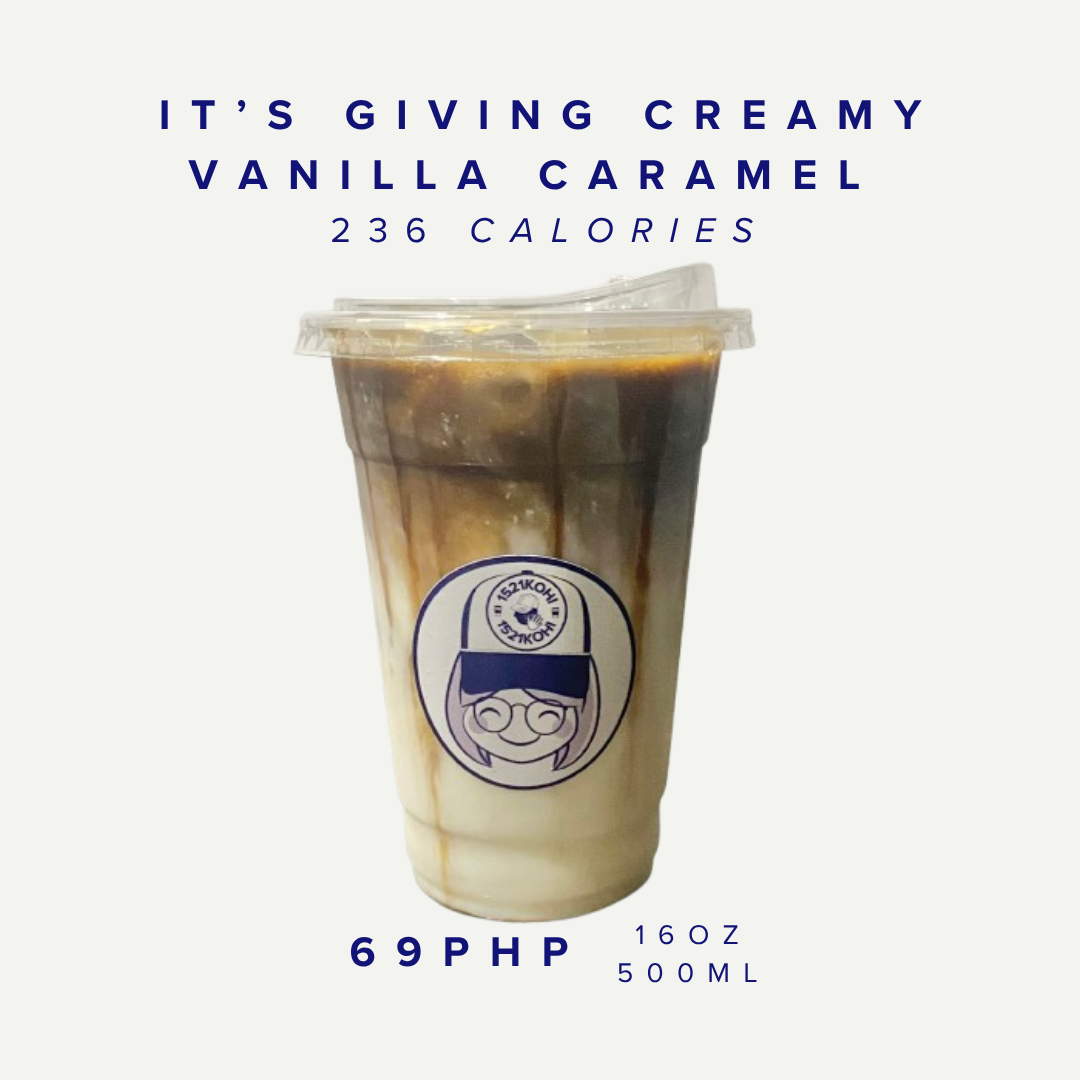 IT’S GIVING CREAMY
VANILLA CARAMEL
236 CALORIES
1521KOHI
1521KOHI
69PHP
16OZ
500ML